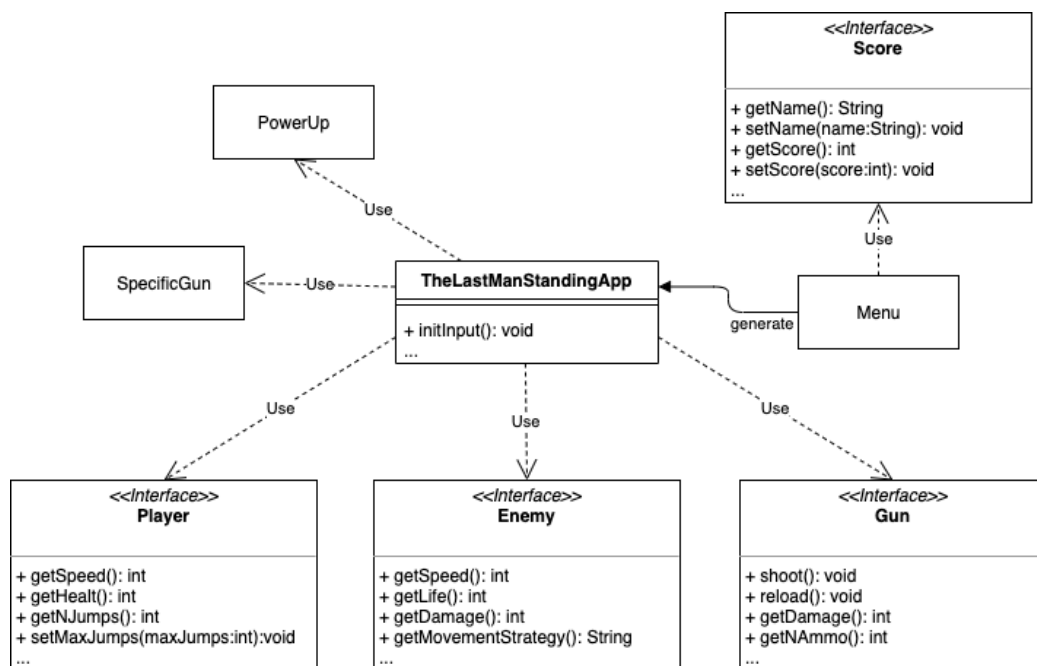 <<Interface>>
Score
+ getName(): String
+ setName(name:String): void
+ getScore(): int
+ setScore(score:int): void
...
PowerUp
Use
Use
SpecificGun
Use
TheLastManStandingApp
+ initInput(): void
...
generate
Menu
Use
Use
Use
<<Interface>>
Player
+ getSpeed(): int
+ getHealt(): int
+ getNJumps(): int
+ setMaxJumps(maxJumps:int):void
...
<<Interface>>
Enemy
+ getSpeed(): int
+ getLife(): int
+ getDamage(): int
+ getMovementStrategy(): String
...
<<Interface>>
Gun
+ shoot(): void
+ reload(): void
+ getDamage(): int
+ getNAmmo(): int
...